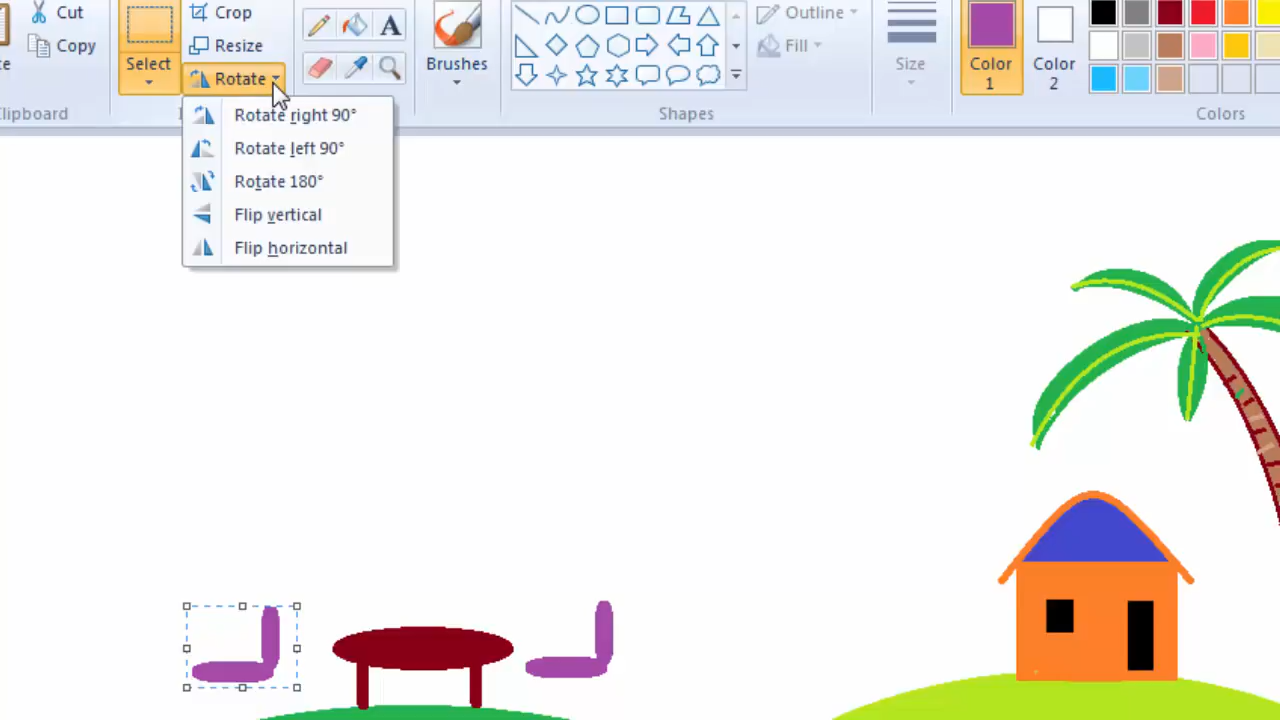 Cut
Copy
Select
Crop
Resize
Rotate
A
Brushes
Outline
Fill
Size
Color 1
Color 2
lipboard
Shapes
Colors
Rotate right 90°
Rotate left 90°
Rotate 180°
Flip vertical
Flip horizontal